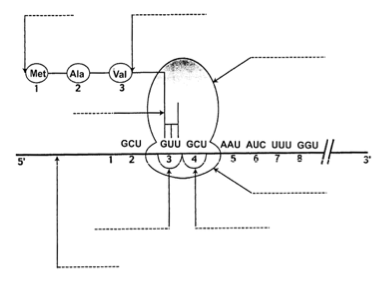 Met Ala Val
1 2 3
GCU GUU GCU AAU AUC UUU GGU
5' 1 2 3 4 5 6 7 8 3'